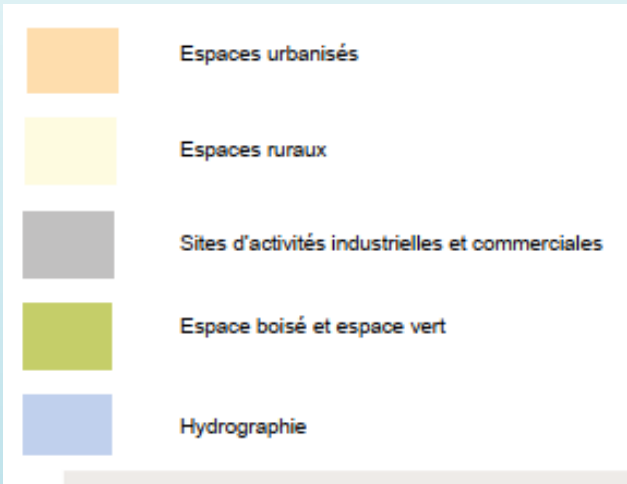 Espaces urbanisés
Espaces ruraux
Sites d'activités industrielles et commerciales
Espace boisé et espace vert
Hydrographie